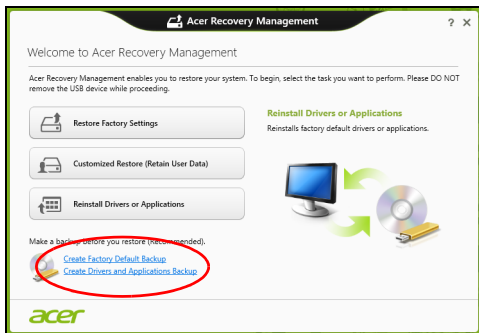 Acer Recovery Management
? ×
Welcome to Acer Recovery Management
Acer Recovery Management enables you to restore your system. To begin, select the task you want to perform. Please DO NOT
remove the USB device while proceeding.
Restore Factory Settings
Customized Restore (Retain User Data)
Reinstall Drivers or Applications
Reinstall Drivers or Applications
Reinstalls factory default drivers or applications.
Make a backup before you restore (Recommended).
Create Factory Default Backup
Create Drivers and Applications Backup
acer